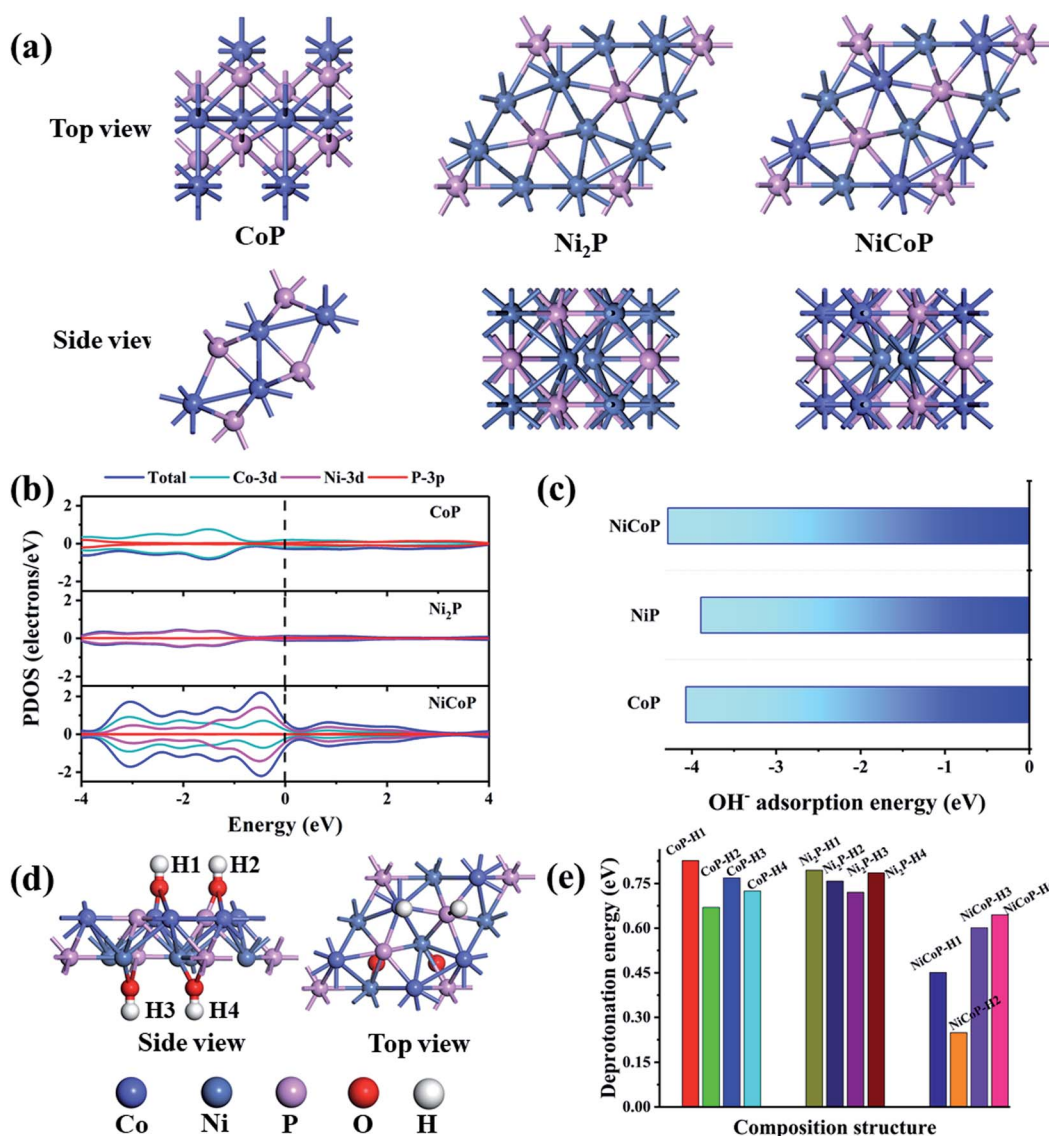 (a)
Top view
CoP
Ni₂P
NiCoP
Side view
(b)
Total Co-3d Ni-3d P-3p
CoP
Ni₂P
NiCoP
2
0
-2
2
0
-2
2
0
-2
PDOS (electrons/eV)
-4 -2 0 2 4
Energy (eV)
(c)
NiCoP
NiP
CoP
-4 -3 -2 -1 0
OH⁻ adsorption energy (eV)
(d)
H1 H2
H3 H4
Side view
Top view
Co Ni P O H
(e)
CoP-H1
CoP-H2
CoP-H3
CoP-H4
Ni₂P-H1
Ni₂P-H2
Ni₂P-H3
Ni₂P-H4
NiCoP-H1
NiCoP-H2
NiCoP-H3
NiCoP-H
0.75
0.60
0.45
0.30
0.15
0.00
Deprotonation energy (eV)
Composition structure